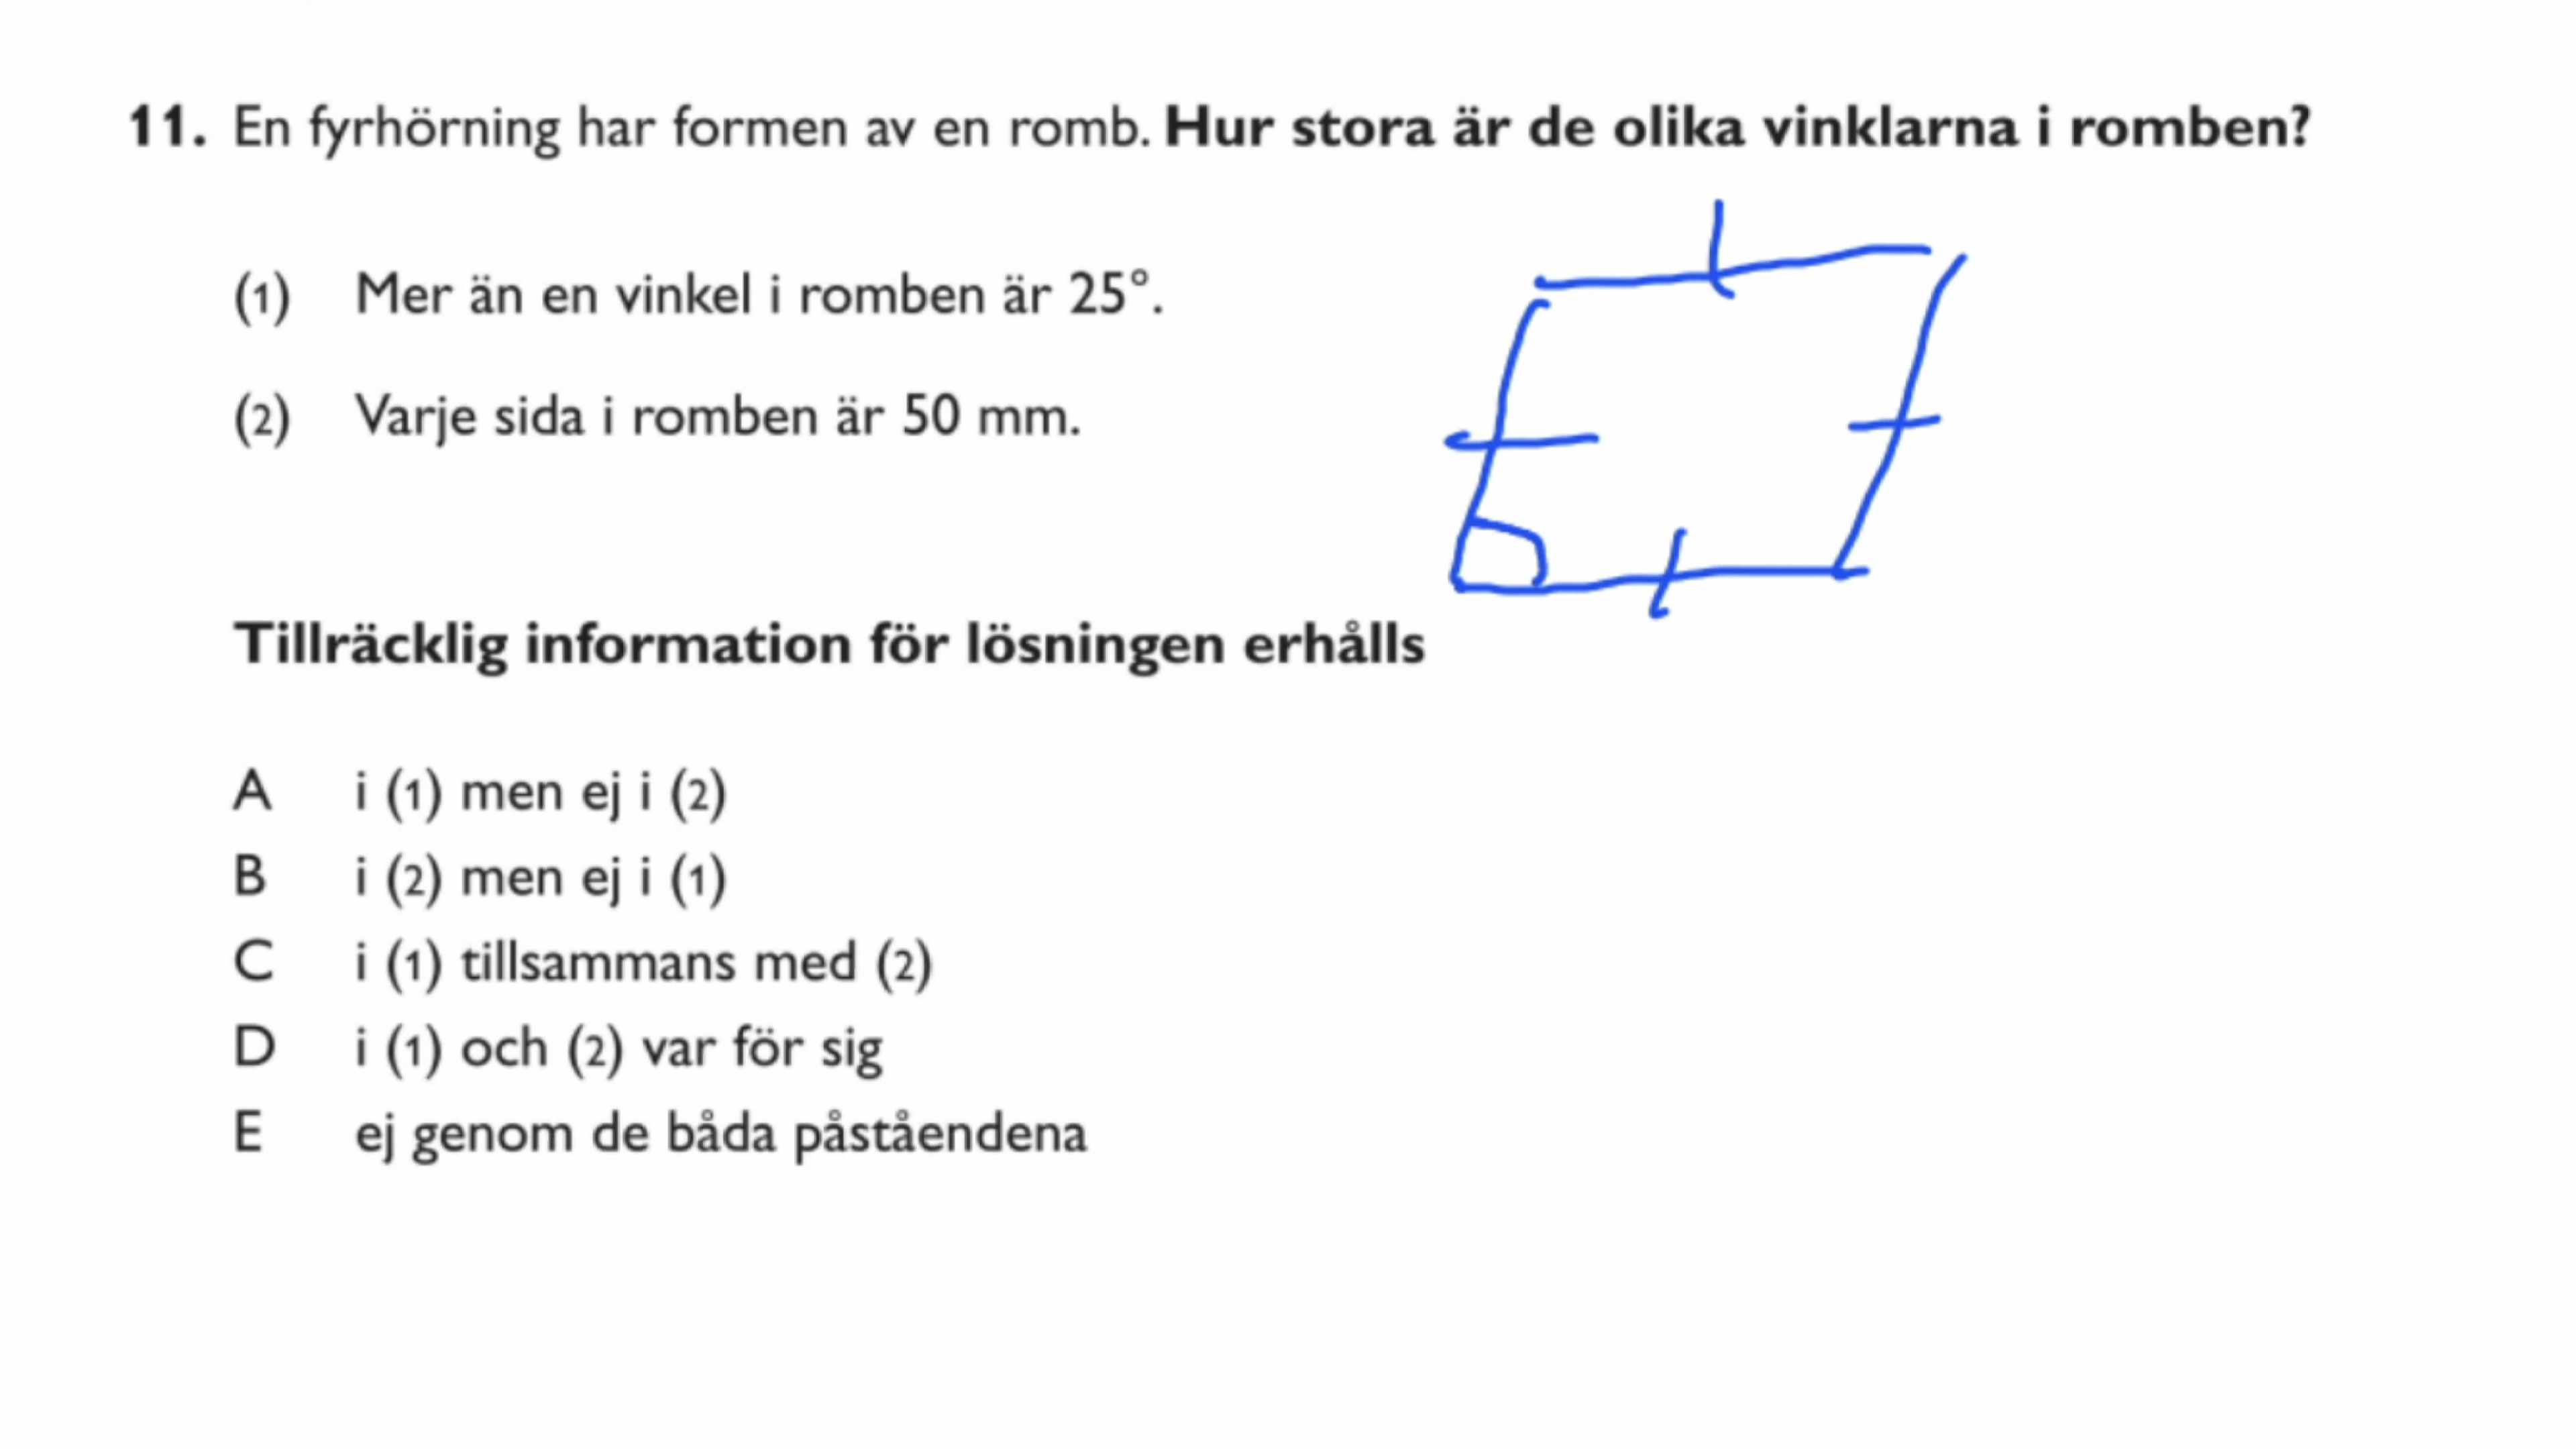 11. En fyrhörning har formen av en romb. Hur stora är de olika vinklarna i romben?
(1) Mer än en vinkel i romben är 25°.
(2) Varje sida i romben är 50 mm.
Tillräcklig information för lösningen erhålls
A i (1) men ej i (2)
B i (2) men ej i (1)
C i (1) tillsammans med (2)
D i (1) och (2) var för sig
E ej genom de båda påståendena